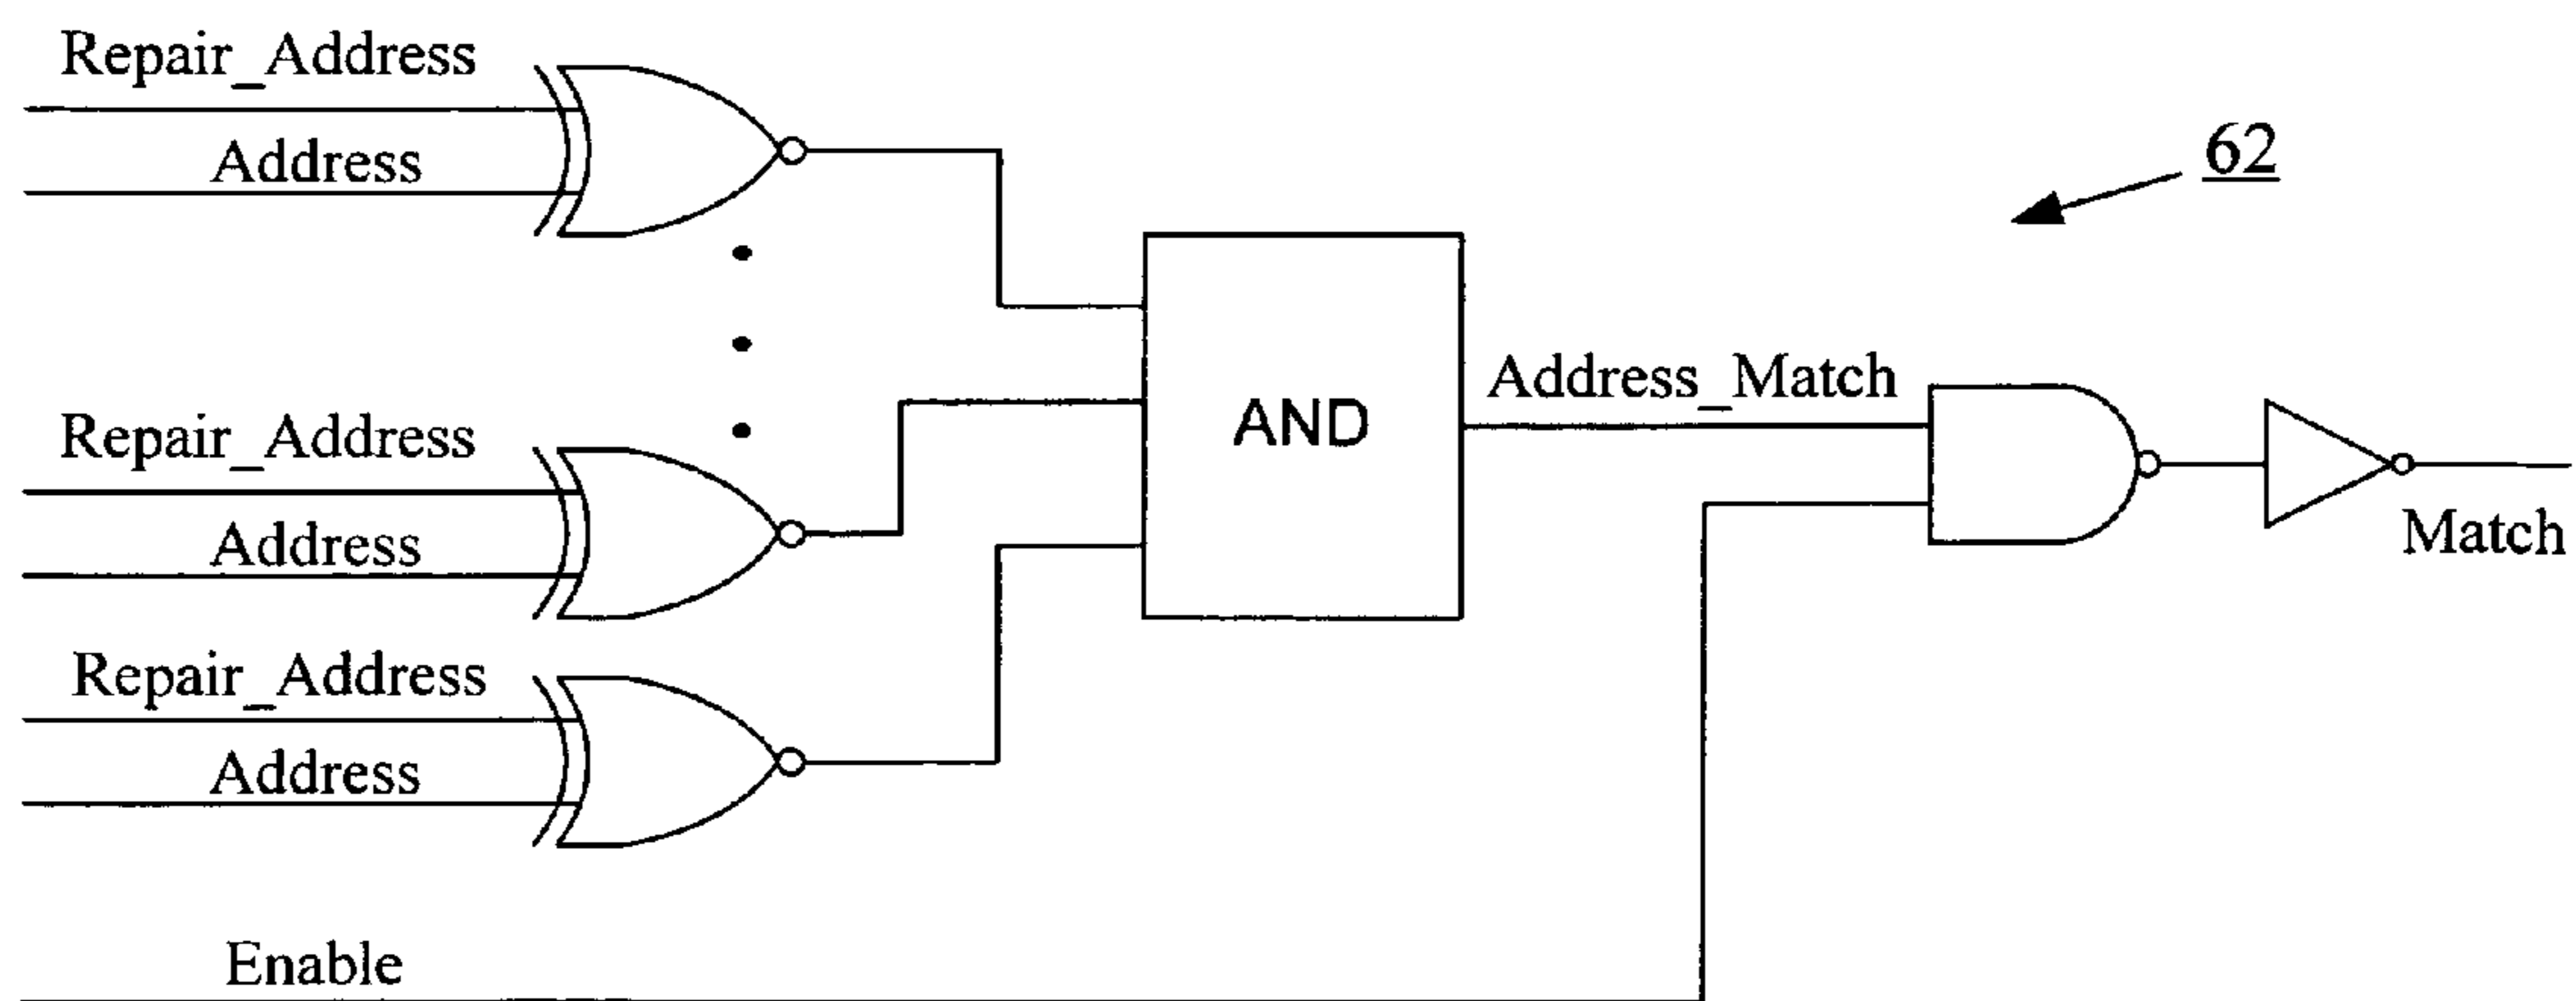 Repair_Address
Address
62
Repair_Address
Address
AND
Address_Match
Match
Repair_Address
Address
Enable